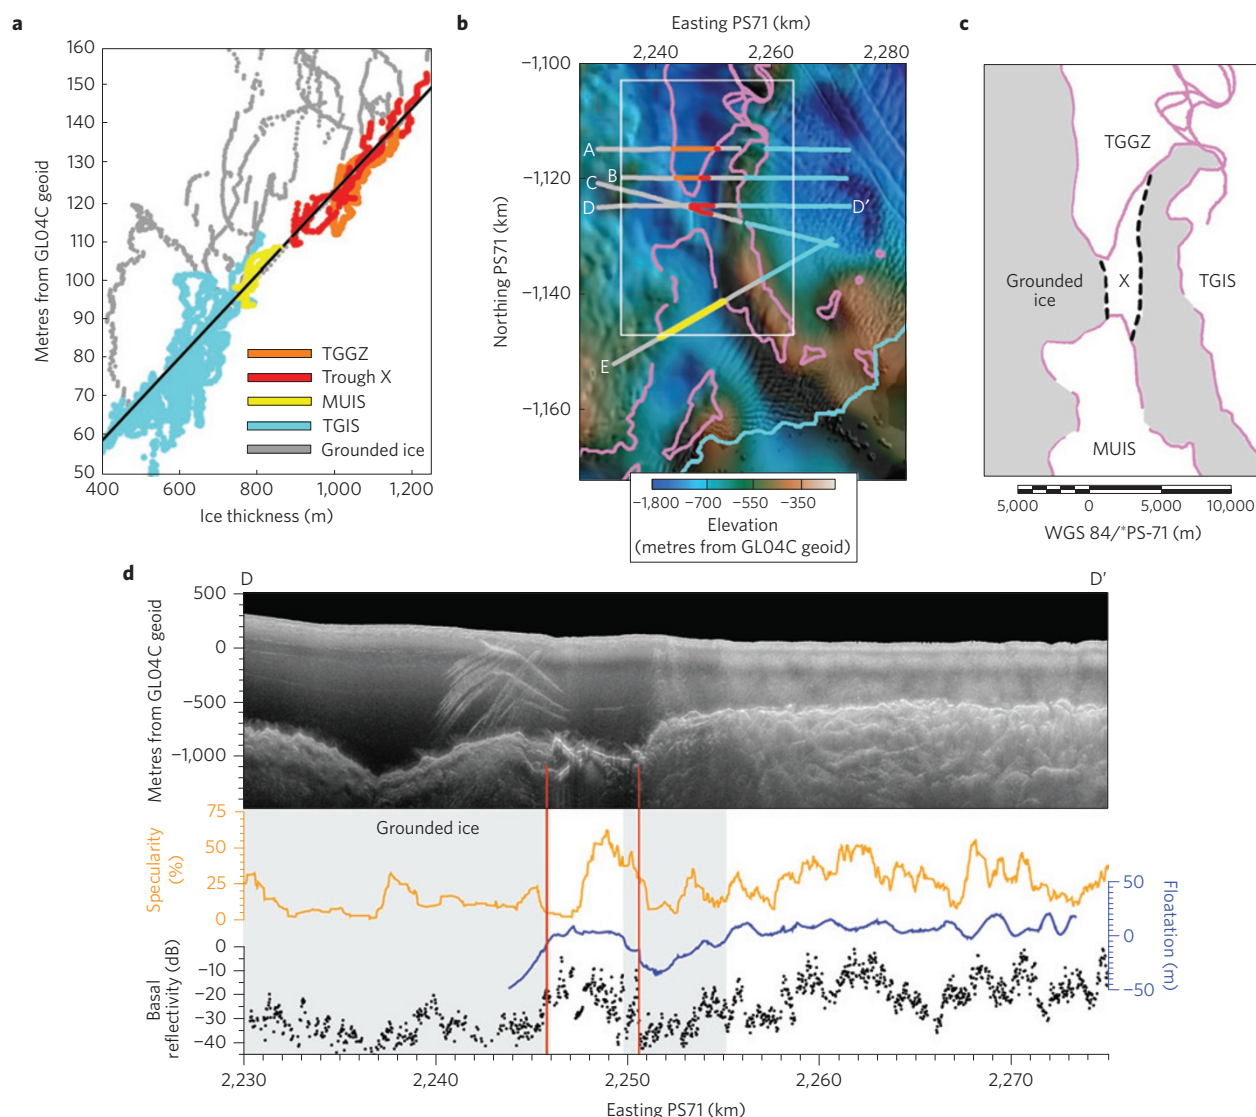 a
Metres from GL04C geoid
160
150
140
130
120
110
100
90
80
70
60
50
400
600
800
1,000
1,200
Ice thickness (m)
TGGZ
Trough X
MUIS
TGIS
Grounded ice
b
Easting PS71 (km)
2,240
2,260
2,280
Northing PS71 (km)
−1,100
−1,120
−1,140
−1,160
A
B
C
D
D′
E
−1,800
−700
−550
−350
Elevation
(metres from GL04C geoid)
c
TGGZ
Grounded
ice
X
TGIS
MUIS
5,000
0
5,000
10,000
WGS 84/*PS-71 (m)
d
D
D′
Metres from GL04C geoid
500
0
−500
−1,000
Specularity
(%)
75
50
25
0
Grounded ice
50
0
−50
Floatation (m)
Basal
reflectivity (dB)
0
−10
−20
−30
−40
2,230
2,240
2,250
2,260
2,270
Easting PS71 (km)